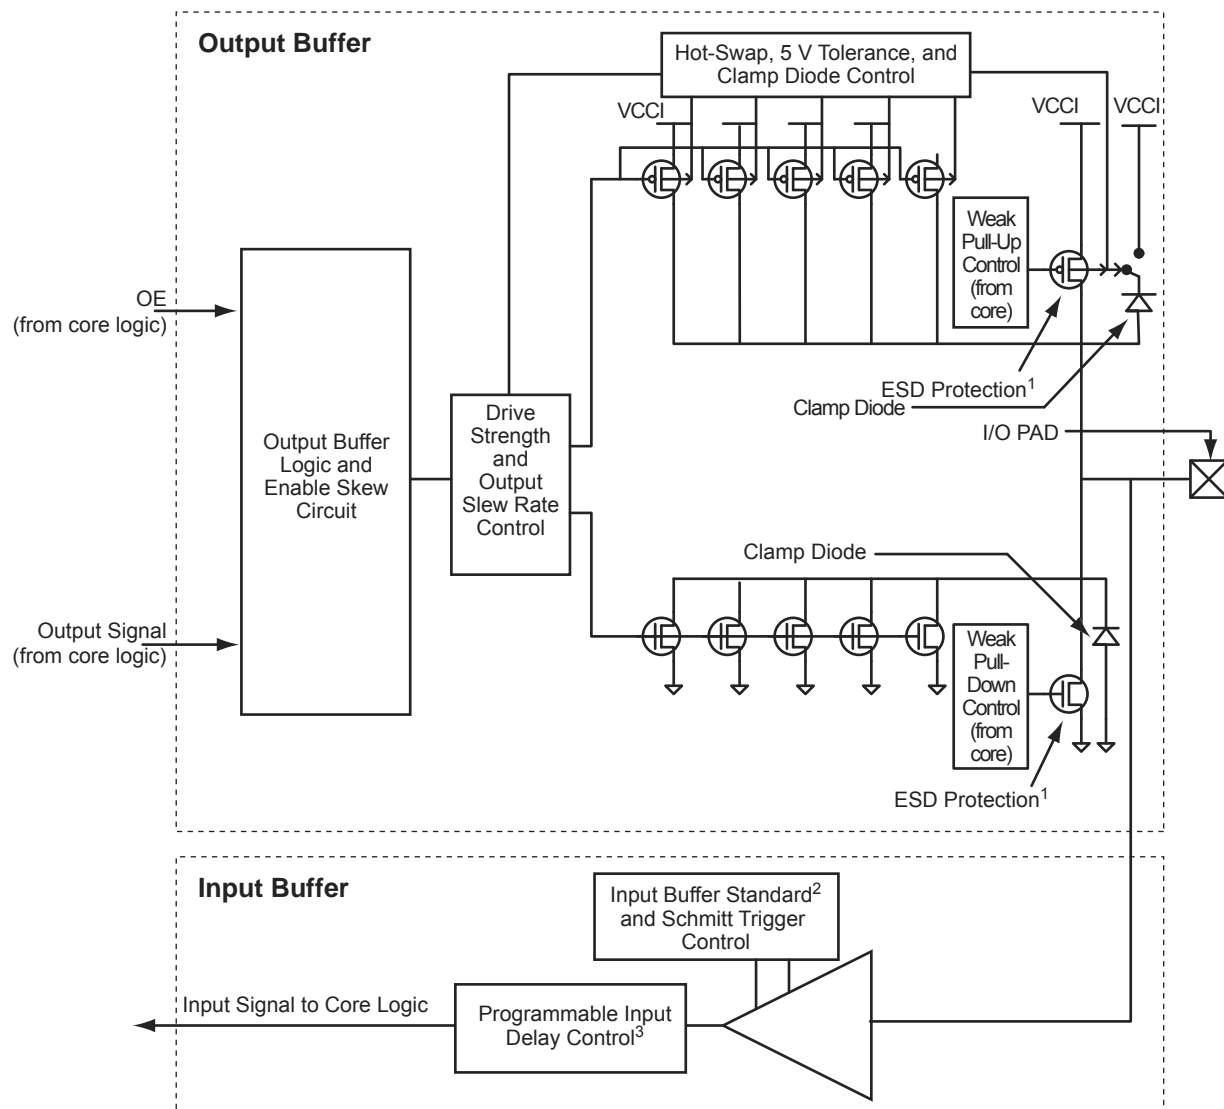 Output Buffer
Hot-Swap, 5 V Tolerance, and
Clamp Diode Control
VCCI
VCCI
VCCI
Weak
Pull-Up
Control
(from
core)
OE
(from core logic)
ESD Protection1
Clamp Diode
I/O PAD
Drive
Strength
and
Output
Slew Rate
Control
Output Buffer
Logic and
Enable Skew
Circuit
Clamp Diode
Output Signal
(from core logic)
Weak
Pull-
Down
Control
(from
core)
ESD Protection1
Input Buffer
Input Buffer Standard2
and Schmitt Trigger
Control
Input Signal to Core Logic
Programmable Input
Delay Control3